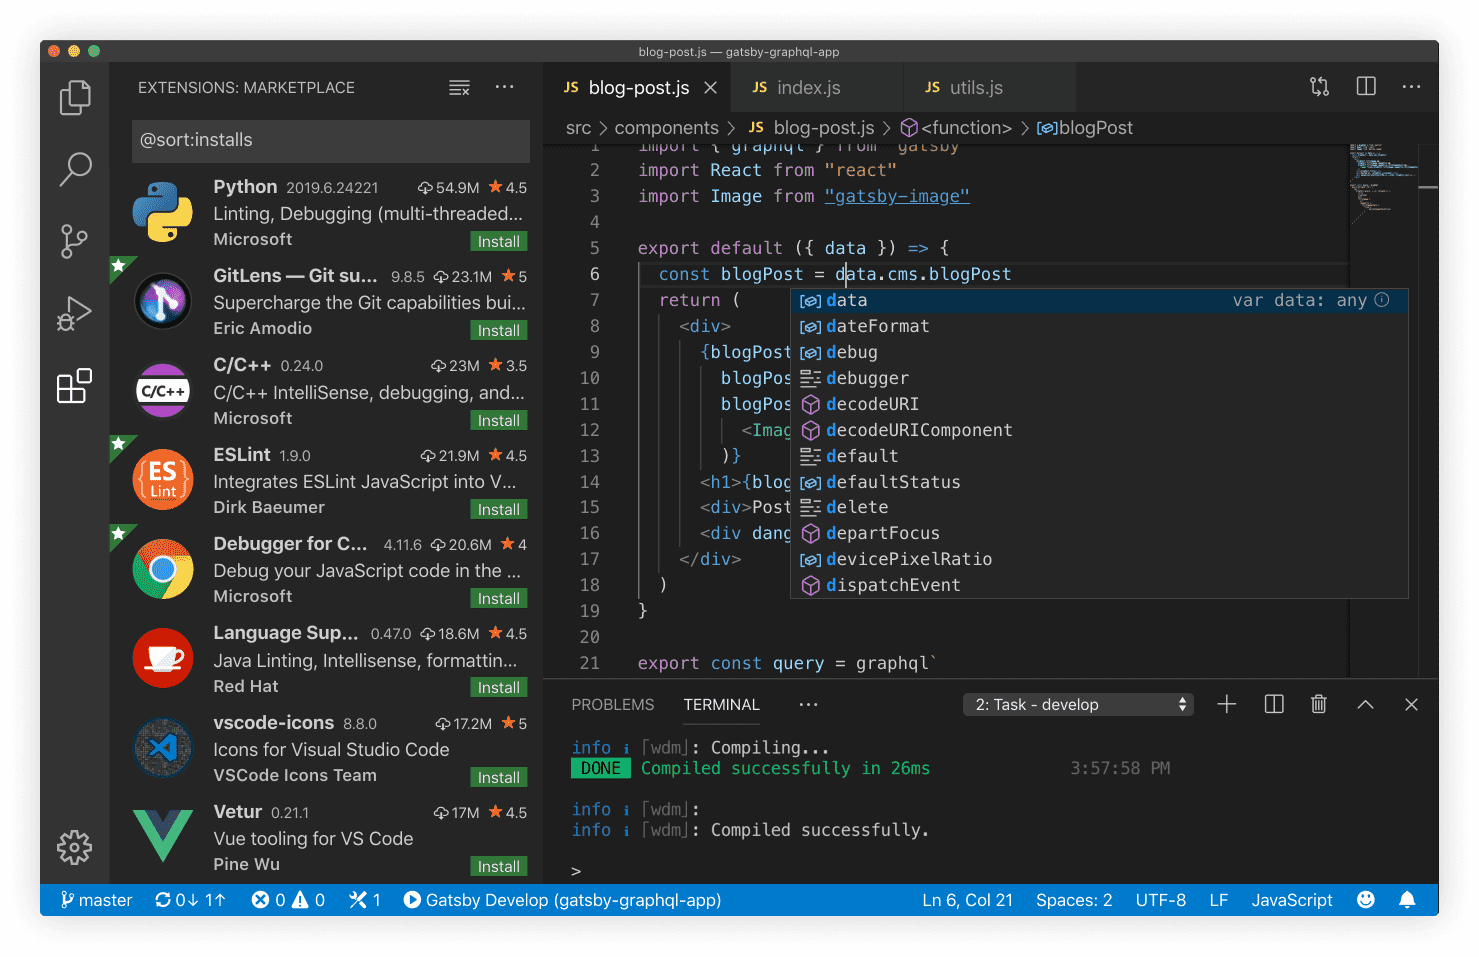 blog-post.js — gatsby-graphql-app
EXTENSIONS: MARKETPLACE
@sort:installs
Python 2019.6.24221 54.9M ★ 4.5
Linting, Debugging (multi-threaded...
Microsoft Install
GitLens — Git su... 9.8.5 23.1M ★ 5
Supercharge the Git capabilities bui...
Eric Amodio Install
C/C++
C/C++ 0.24.0 23M ★ 3.5
C/C++ IntelliSense, debugging, and...
Microsoft Install
ES
Lint
ESLint 1.9.0 21.9M ★ 4.5
Integrates ESLint JavaScript into V...
Dirk Baeumer Install
Debugger for C... 4.11.6 20.6M ★ 4
Debug your JavaScript code in the ...
Microsoft Install
Language Sup... 0.47.0 18.6M ★ 4.5
Java Linting, Intellisense, formattin...
Red Hat Install
vscode-icons 8.8.0 17.2M ★ 5
Icons for Visual Studio Code
VSCode Icons Team Install
Vetur 0.21.1 17M ★ 4.5
Vue tooling for VS Code
Pine Wu Install
JS blog-post.js × JS index.js JS utils.js
src > components > JS blog-post.js > <function> > blogPost
1 import { graphql } from "gatsby"
2 import React from "react"
3 import Image from "gatsby-image"
4
5 export default ({ data }) => {
6 const blogPost = data.cms.blogPost
7 return (
8 <div>
9 {blogPost
10 blogPos
11 blogPos
12 <Imag
13 )}
14 <h1>{blog
15 <div>Post
16 <div dang
17 </div>
18 )
19 }
20
21 export const query = graphql`
data var data: any
dateFormat
debug
debugger
decodeURI
decodeURIComponent
default
defaultStatus
delete
departFocus
devicePixelRatio
dispatchEvent
PROBLEMS TERMINAL ··· 2: Task - develop
info i ｢wdm｣: Compiling...
DONE Compiled successfully in 26ms 3:57:58 PM
info i ｢wdm｣:
info i ｢wdm｣: Compiled successfully.
>
master 0↓ 1↑ 0 0 1 Gatsby Develop (gatsby-graphql-app) Ln 6, Col 21 Spaces: 2 UTF-8 LF JavaScript